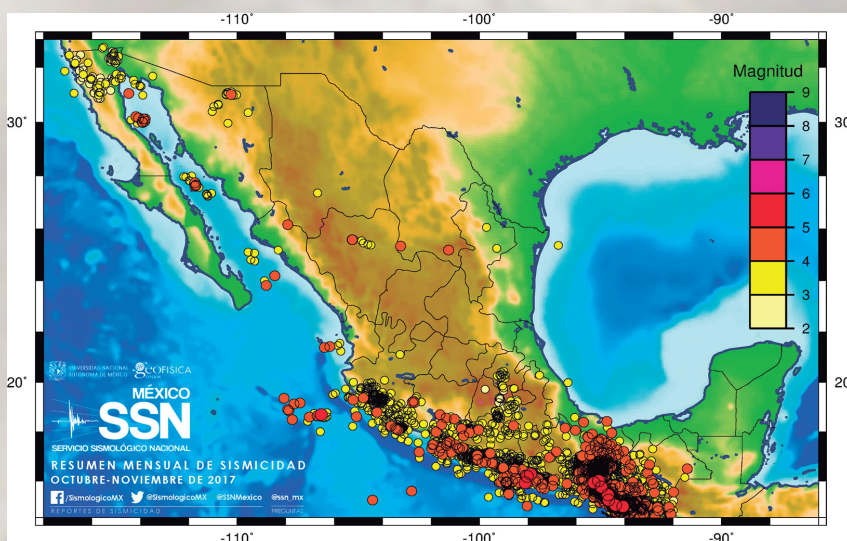 -110˚ -100˚ -90˚
Magnitud
9
8
7
6
5
4
3
2
30˚ 30
20˚ 20
UNIVERSIDAD NACIONAL
AUTÓNOMA DE MÉXICO
GEOFISICA
MÉXICO
SSN
SERVICIO SISMOLÓGICO NACIONAL
RESUMEN MENSUAL DE SISMICIDAD
OCTUBRE-NOVIEMBRE DE 2017
/SismologicoMX @SismologicoMX @SSNMexico @ssn_mx
REPORTES DE SISMICIDAD PREGUNTAS
-110˚ -100˚ -90˚